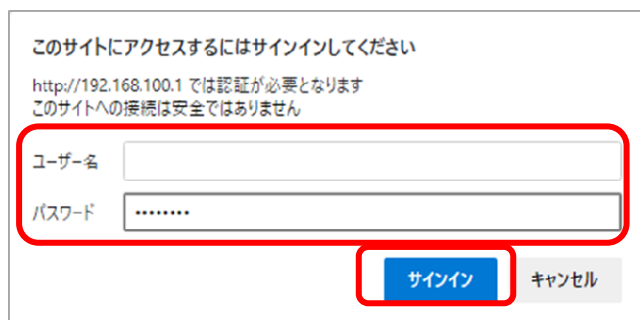 このサイトにアクセスするにはサインインしてください
http://192.168.100.1 では認証が必要となります
このサイトへの接続は安全ではありません
ユーザー名
パスワード ••••••••
サインイン キャンセル